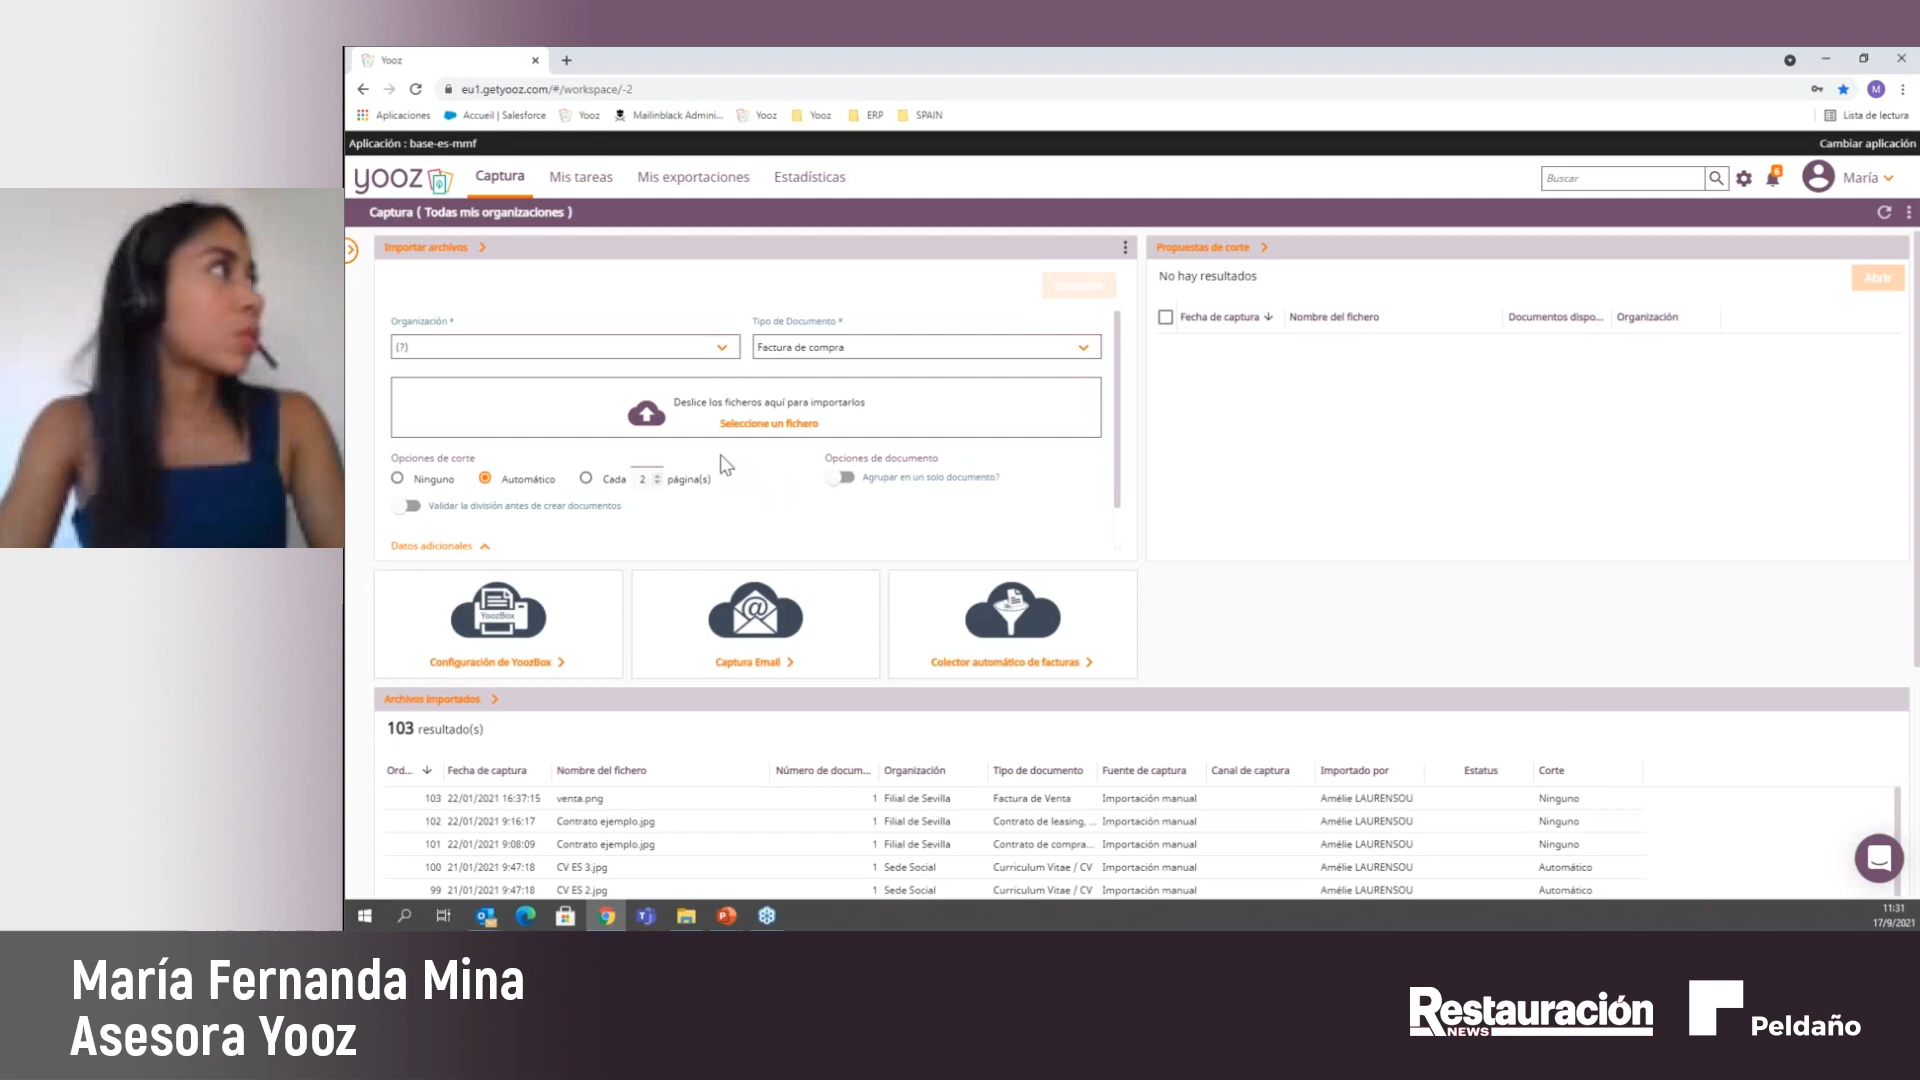 Yooz
eu1.getyooz.com/#/workspace/-2
Aplicaciones
Accueil | Salesforce
Yooz
Mailinblack Admini...
Yooz
Yooz
ERP
SPAIN
Lista de lectura
Aplicación : base-es-mmf
Cambiar aplicación
yooz
Captura
Mis tareas
Mis exportaciones
Estadísticas
Buscar
María
Captura ( Todas mis organizaciones )
Importar archivos
Organización *
Tipo de Documento *
(?)
Factura de compra
Deslice los ficheros aquí para importarlos
Seleccione un fichero
Opciones de corte
Opciones de documento
Ninguno
Automático
Cada 2 página(s)
Agrupar en un solo documento?
Validar la división antes de crear documentos
Datos adicionales
Propuestas de corte
No hay resultados
Abrir
Fecha de captura
Nombre del fichero
Documentos dispo...
Organización
YoozBox
Configuración de YoozBox
Captura Email
Colector automático de facturas
Archivos importados
103 resultado(s)
Ord... Fecha de captura Nombre del fichero Número de docum... Organización Tipo de documento Fuente de captura Canal de captura Importado por Estatus Corte
103 22/01/2021 16:37:15 venta.png 1 Filial de Sevilla Factura de Venta Importación manual Amélie LAURENSOU Ninguno
102 22/01/2021 9:16:17 Contrato ejemplo.jpg 1 Filial de Sevilla Contrato de leasing, ... Importación manual Amélie LAURENSOU Ninguno
101 22/01/2021 9:08:09 Contrato ejemplo.jpg 1 Filial de Sevilla Contrato de compra... Importación manual Amélie LAURENSOU Ninguno
100 21/01/2021 9:47:18 CV ES 3.jpg 1 Sede Social Curriculum Vitae / CV Importación manual Amélie LAURENSOU Automático
99 21/01/2021 9:47:18 CV ES 2.jpg 1 Sede Social Curriculum Vitae / CV Importación manual Amélie LAURENSOU Automático
11:31
17/9/2021
María Fernanda Mina
Asesora Yooz
Restauración
NEWS
Peldaño